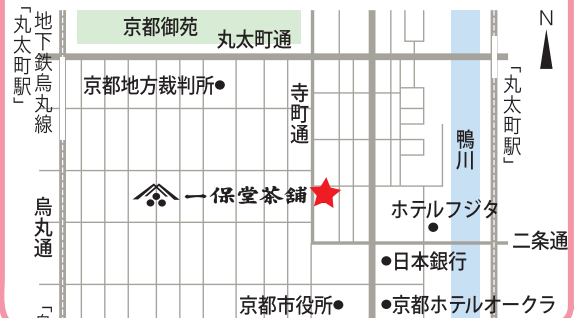 「丸太町駅」
地下鉄烏丸線
京都御苑
丸太町通
N
京都地方裁判所
寺町通
「丸太町駅」
鴨川
一保堂茶舗
烏丸通
ホテルフジタ
二条通
日本銀行
京都市役所
京都ホテルオークラ
「